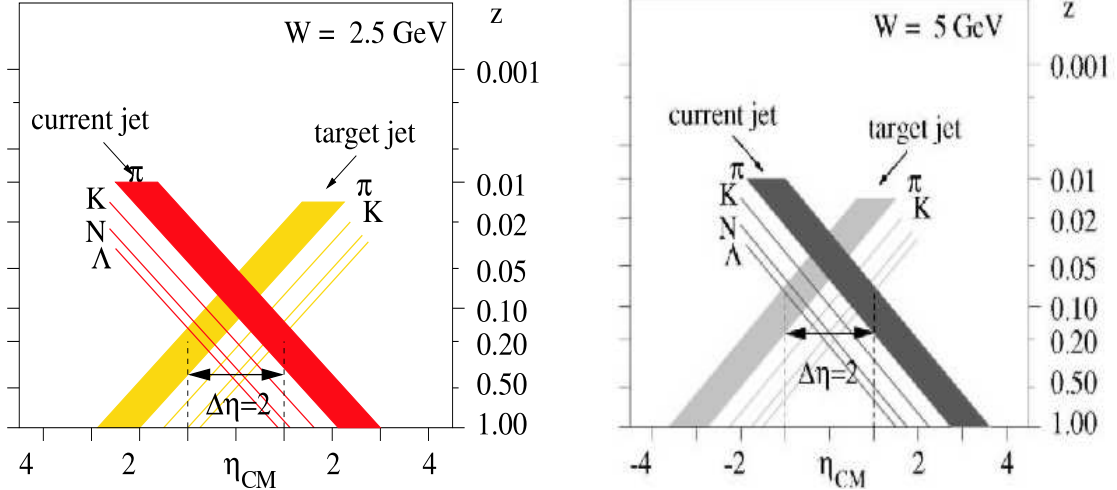 W = 2.5 GeV
z
0.001
current jet
target jet
π
π
K
K
N
Λ
0.01
0.02
0.05
0.10
0.20
0.50
1.00
Δη=2
4
2
η_CM
2
4
W = 5 GeV
z
0.001
current jet
target jet
π
π
K
K
N
Λ
0.01
0.02
0.05
0.10
0.20
0.50
1.00
Δη=2
-4
-2
η_CM
2
4